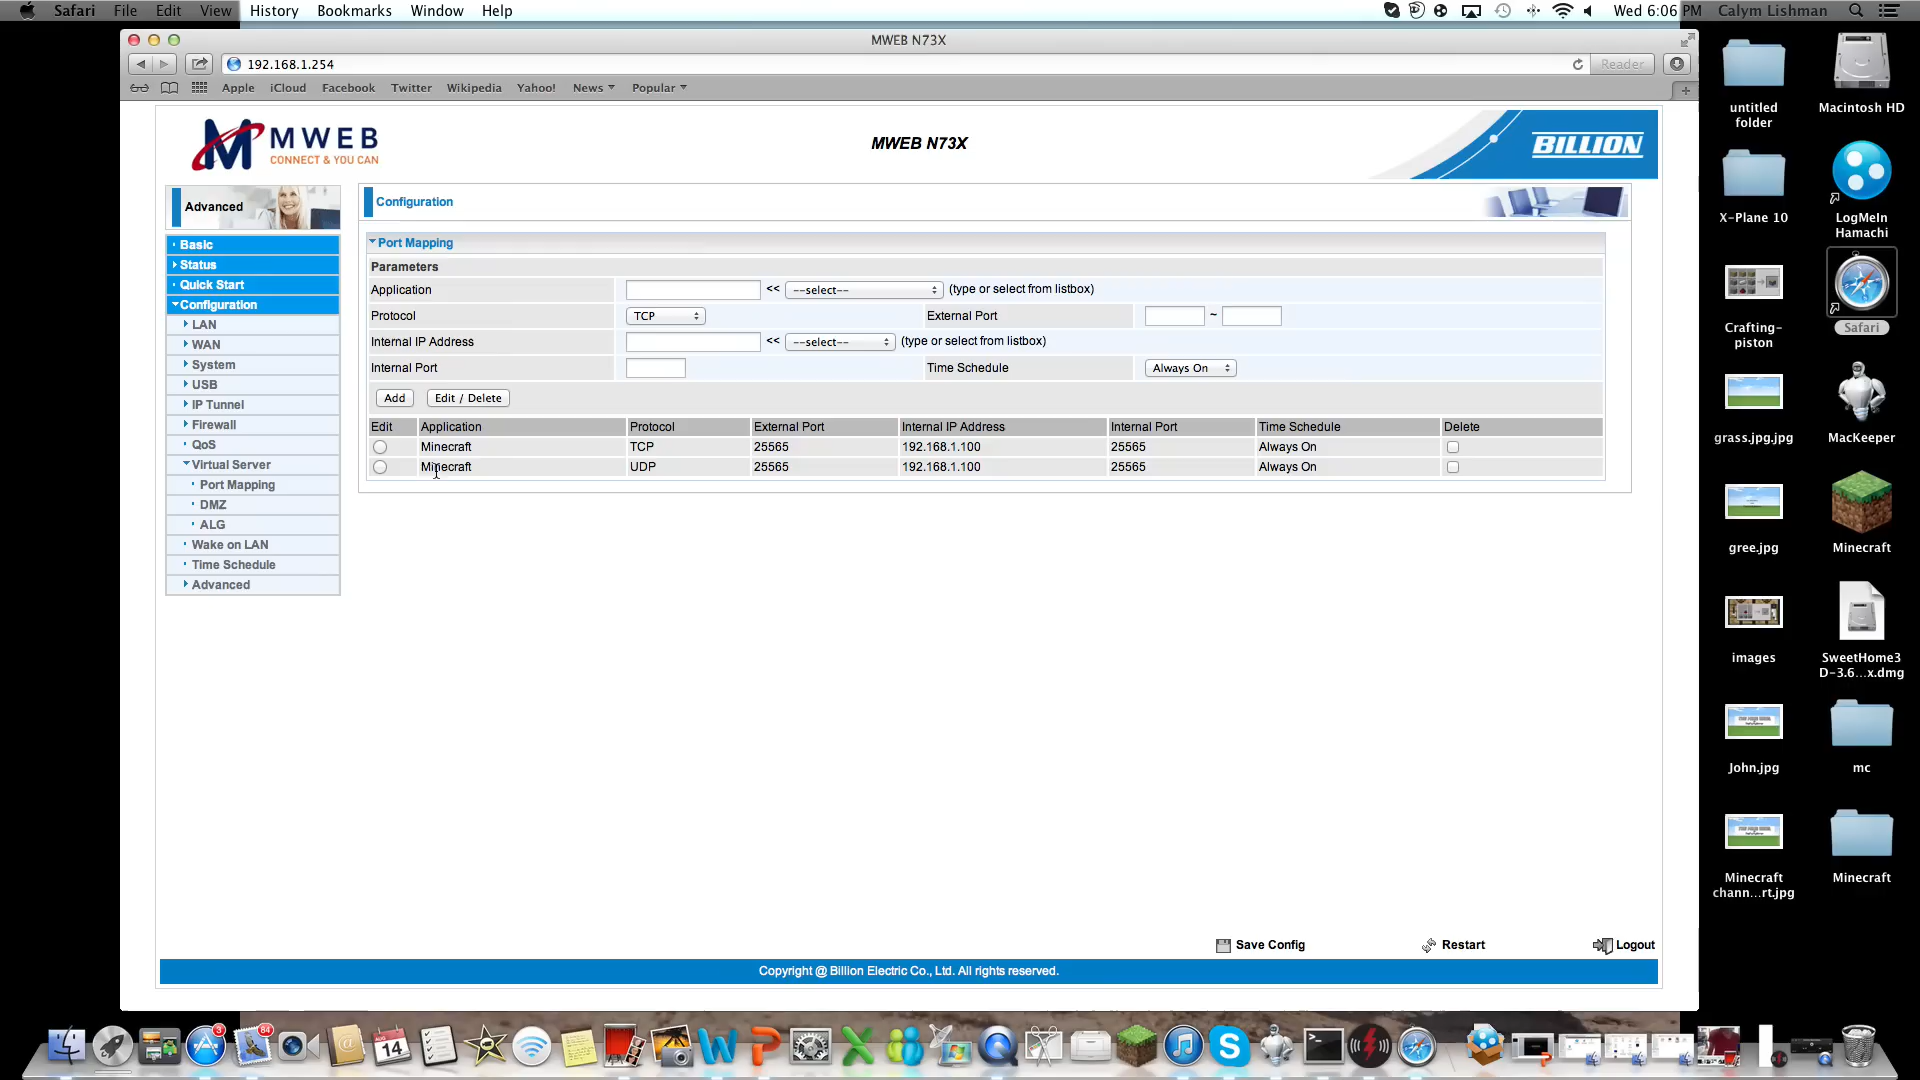 Safari File Edit View History Bookmarks Window Help
Wed 6:06 PM Calym Lishman
MWEB N73X
192.168.1.254
Reader
Apple iCloud Facebook Twitter Wikipedia Yahoo! News Popular
MWEB
CONNECT & YOU CAN
MWEB N73X
BILLION
Advanced
Basic
Status
Quick Start
Configuration
LAN
WAN
System
USB
IP Tunnel
Firewall
QoS
Virtual Server
Port Mapping
DMZ
ALG
Wake on LAN
Time Schedule
Advanced
Configuration
Port Mapping
Parameters
Application << --select-- (type or select from listbox)
Protocol TCP External Port ~
Internal IP Address << --select-- (type or select from listbox)
Internal Port Time Schedule Always On
Add Edit / Delete
Edit Application Protocol External Port Internal IP Address Internal Port Time Schedule Delete
Minecraft TCP 25565 192.168.1.100 25565 Always On
Minecraft UDP 25565 192.168.1.100 25565 Always On
Save Config Restart Logout
Copyright @ Billion Electric Co., Ltd. All rights reserved.
untitled
folder
Macintosh HD
X-Plane 10
LogMeIn
Hamachi
Crafting-
piston
Safari
grass.jpg.jpg
MacKeeper
gree.jpg
Minecraft
images
SweetHome3
D-3.6...x.dmg
John.jpg
mc
Minecraft
chann...rt.jpg
Minecraft
3
84
AUG
14